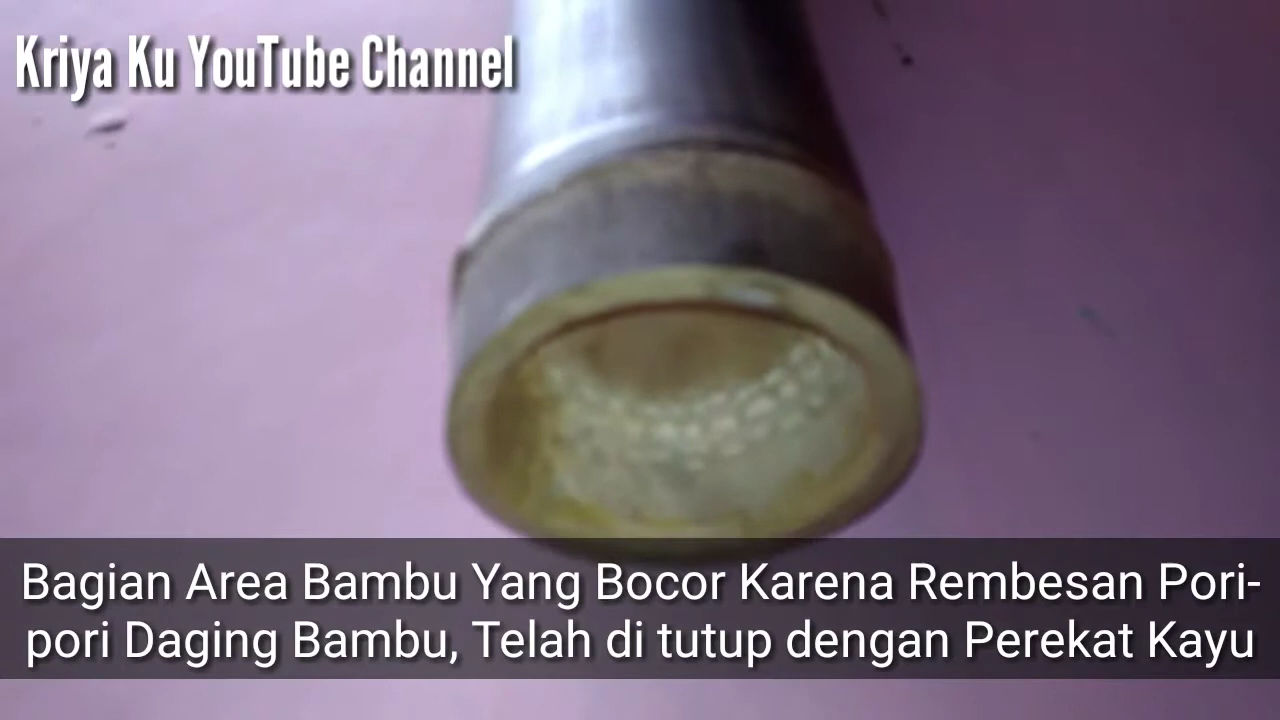 Kriya Ku YouTube Channel
Bagian Area Bambu Yang Bocor Karena Rembesan Pori-
pori Daging Bambu, Telah di tutup dengan Perekat Kayu